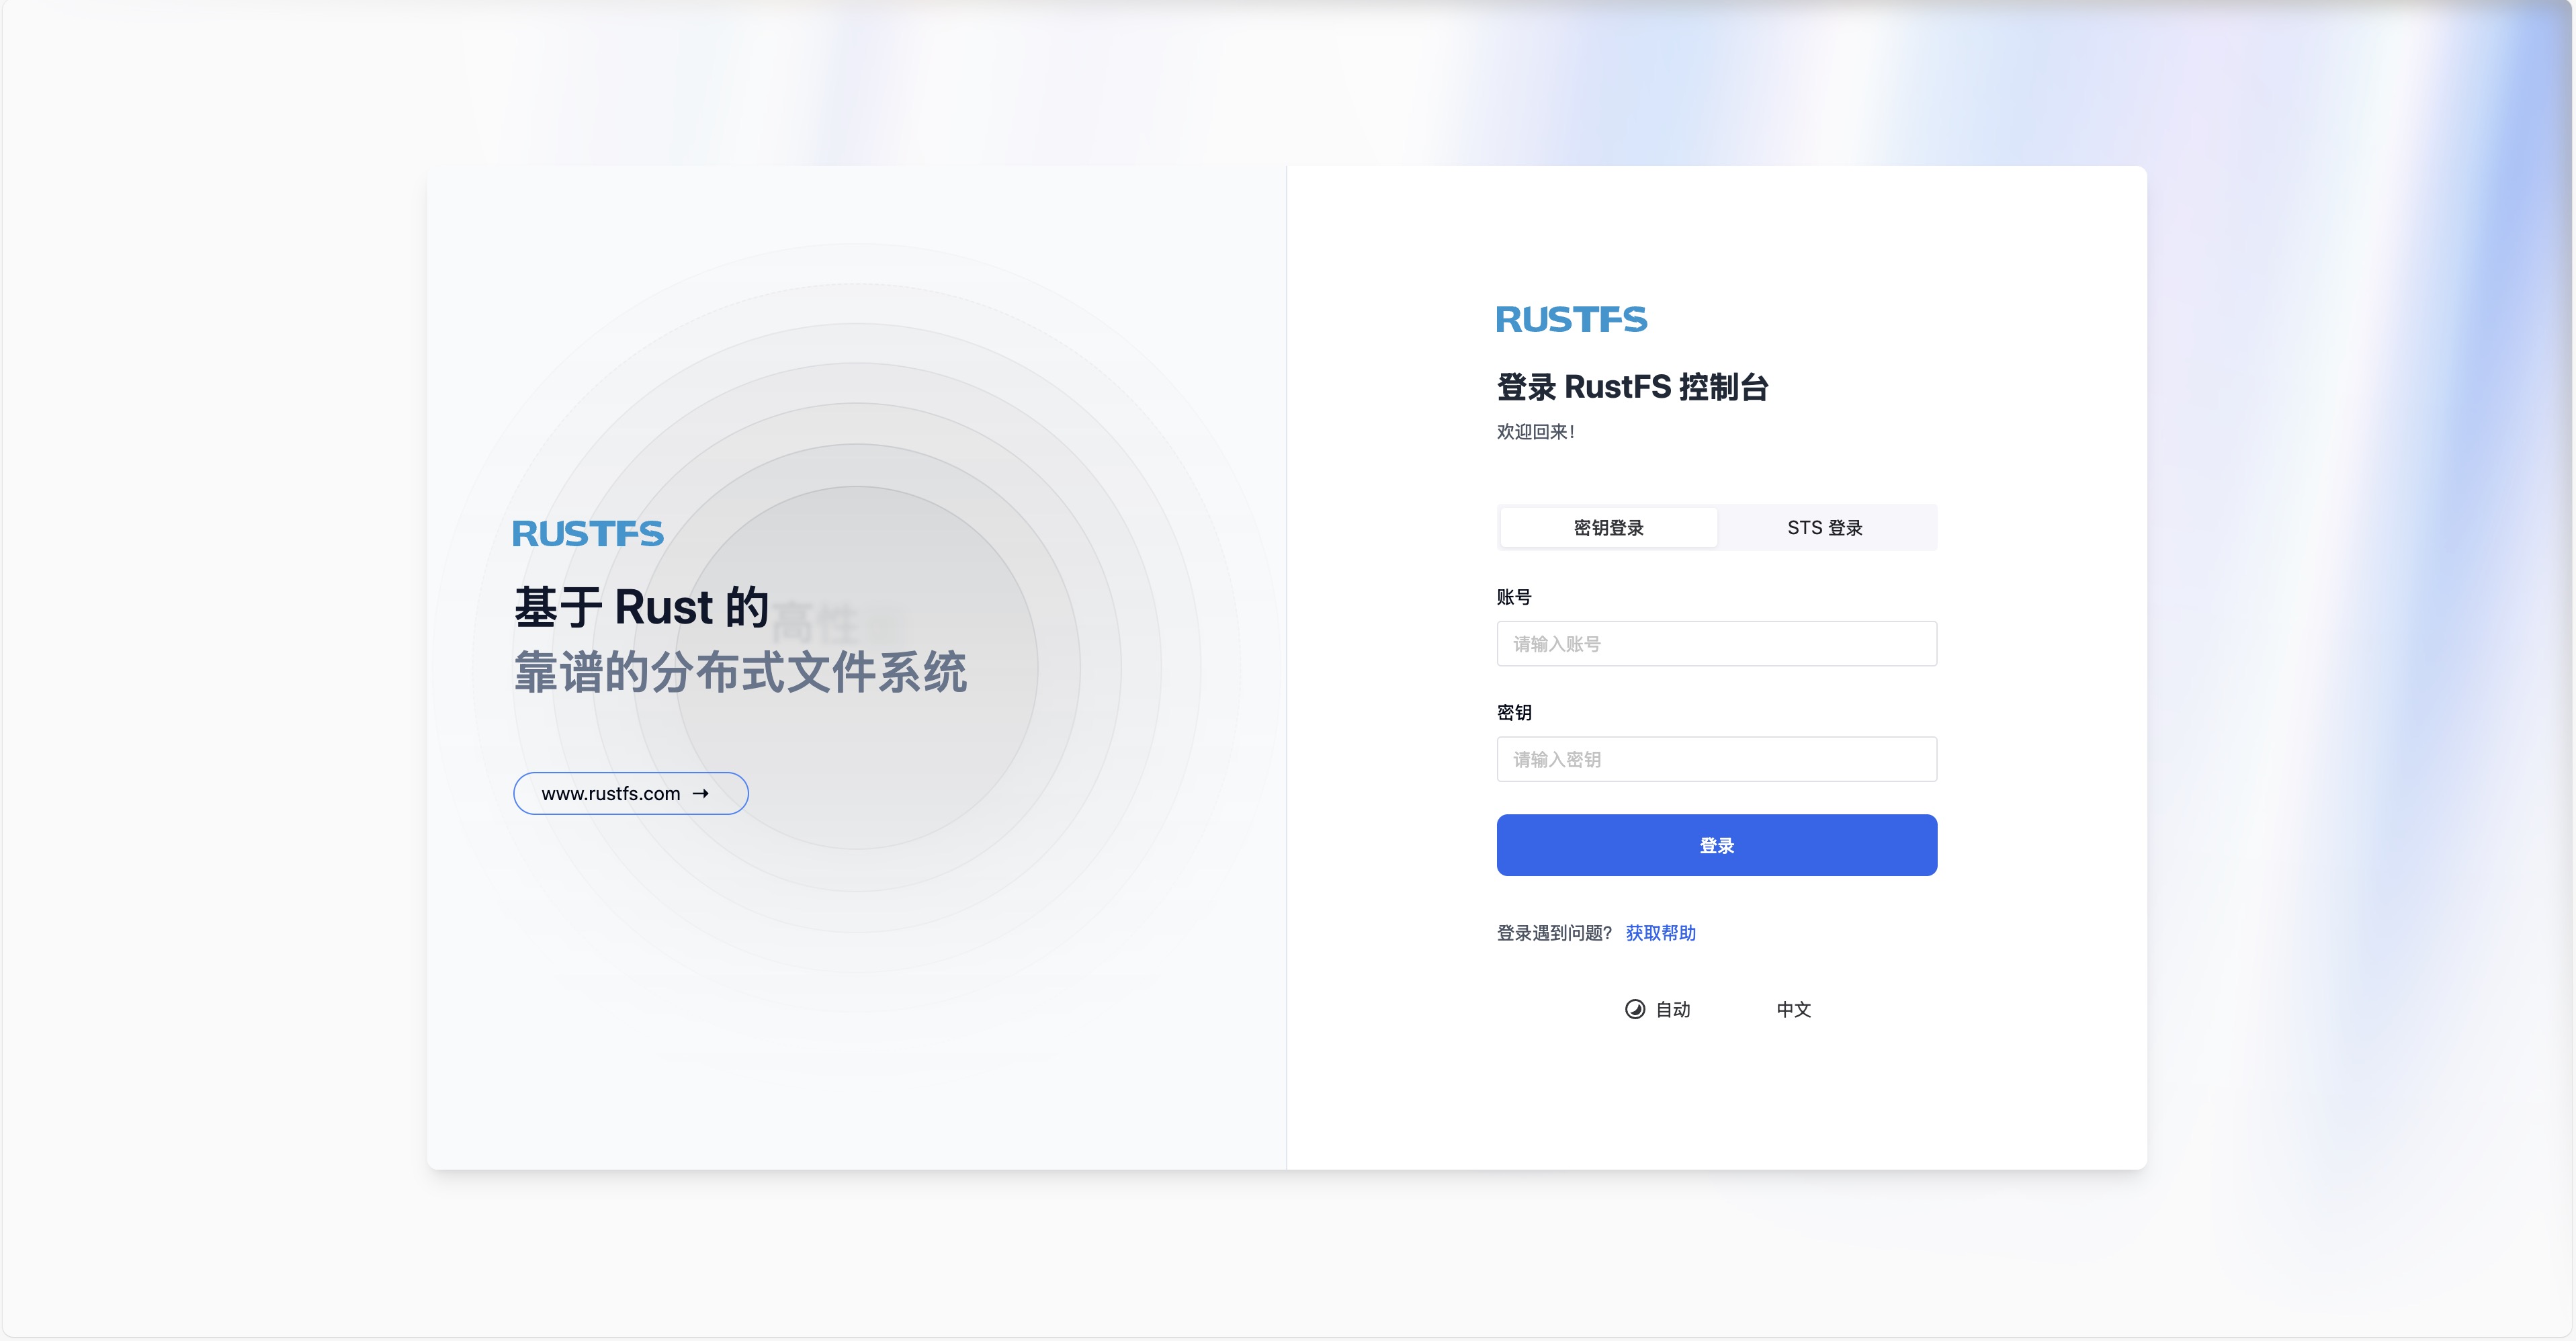 RUSTFS
基于 Rust 的高性
靠谱的分布式文件系统
www.rustfs.com →
RUSTFS
登录 RustFS 控制台
欢迎回来！
密钥登录
STS 登录
账号
请输入账号
密钥
请输入密钥
登录
登录遇到问题？ 获取帮助
自动
中文